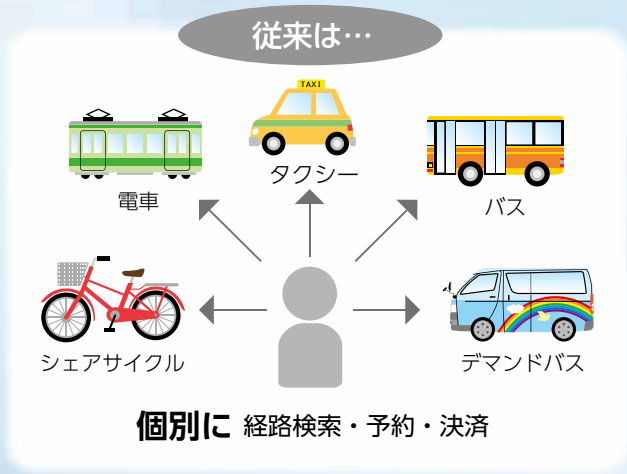 従来は…
TAXI
タクシー
電車
バス
シェアサイクル
デマンドバス
個別に 経路検索・予約・決済